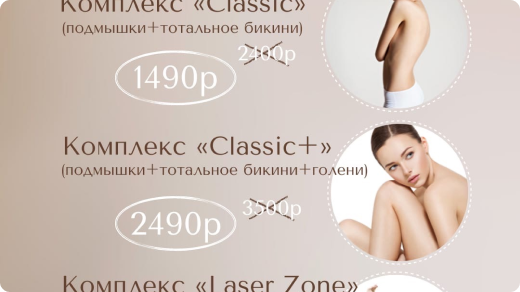 Комплекс «Classic»
(подмышки+тотальное бикини)
2400р
1490р
Комплекс «Classic+»
(подмышки+тотальное бикини+голени)
3500р
2490р
Комплекс «Laser Zone»